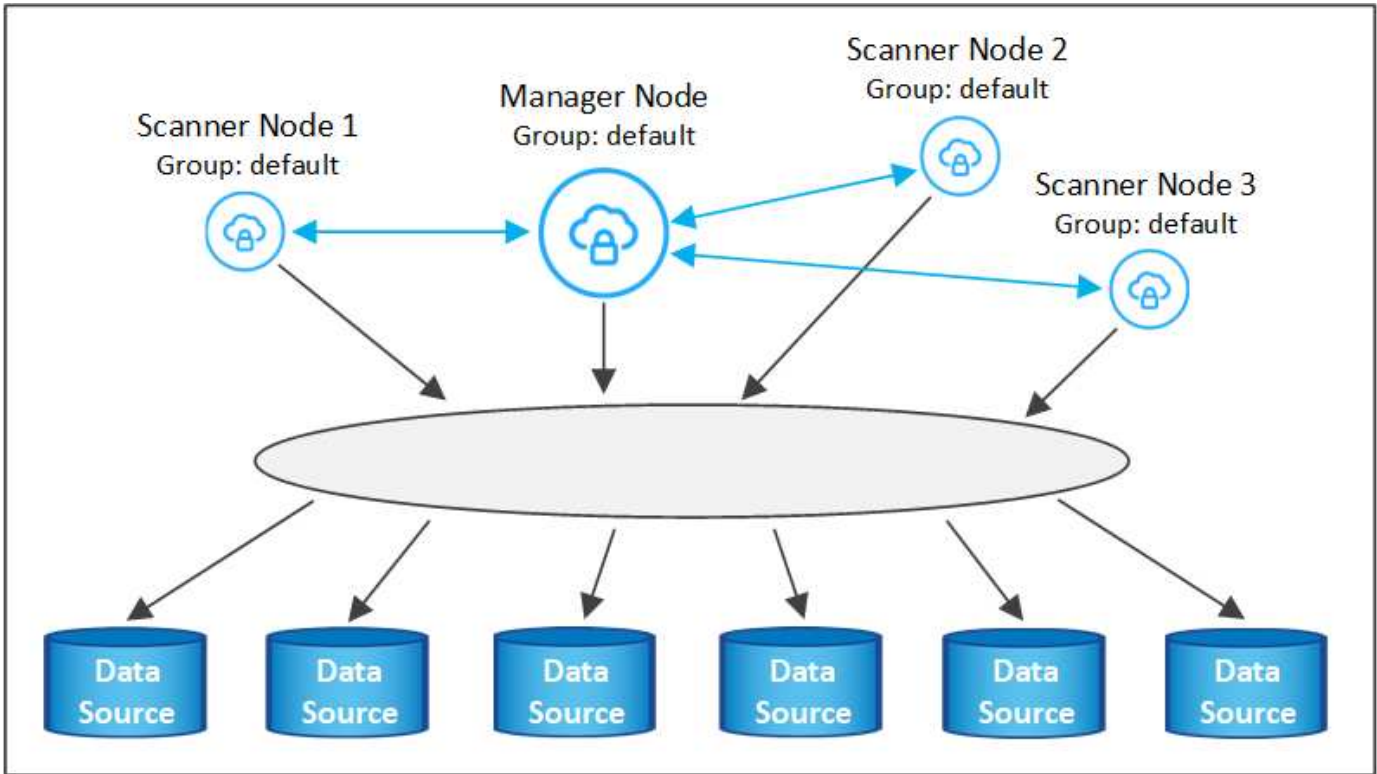 Scanner Node 1
Group: default
Manager Node
Group: default
Scanner Node 2
Group: default
Scanner Node 3
Group: default
Data
Source
Data
Source
Data
Source
Data
Source
Data
Source
Data
Source